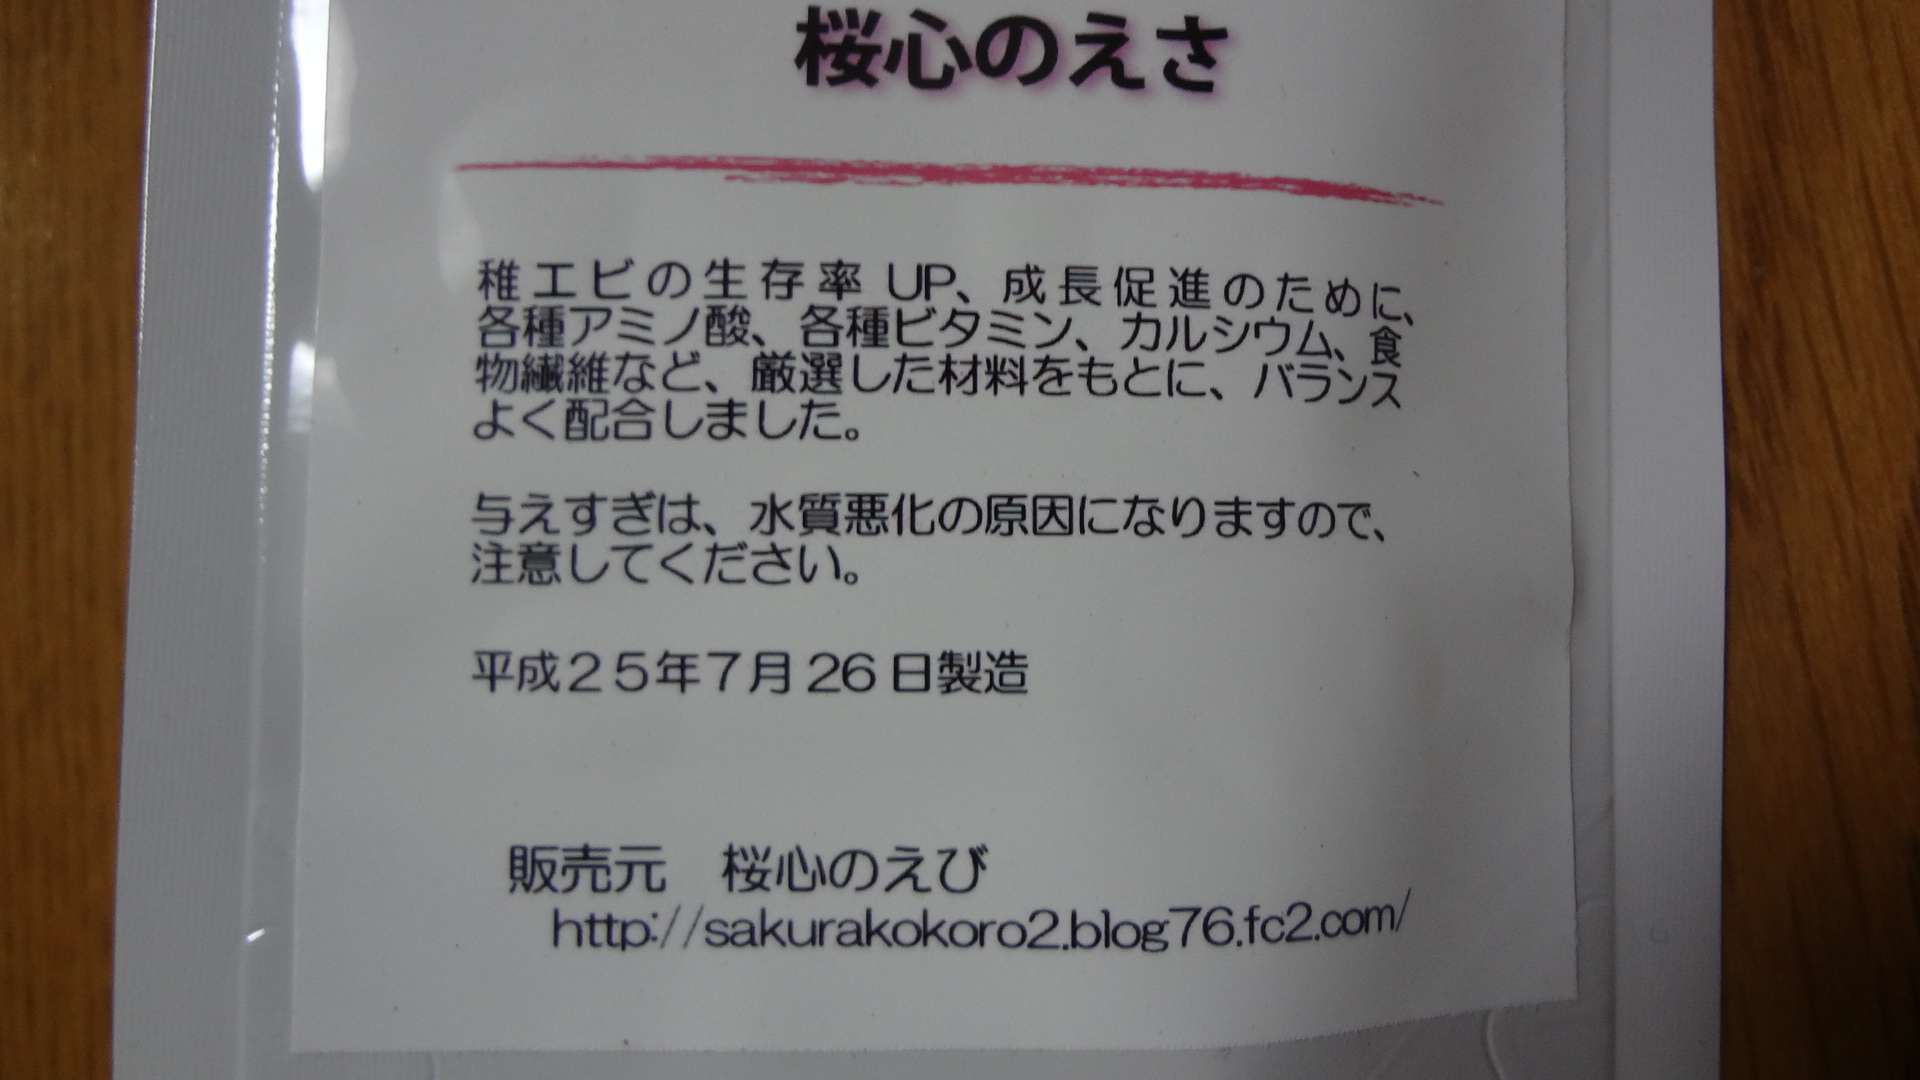 桜心のえさ
稚エビの生存率 UP、成長促進のために、
各種アミノ酸、各種ビタミン、カルシウム、食
物繊維など、厳選した材料をもとに、バランス
よく配合しました。
与えすぎは、水質悪化の原因になりますので、
注意してください。
平成２５年７月 26 日製造
販売元　桜心のえび
http://sakurakokoro2.blog76.fc2.com/